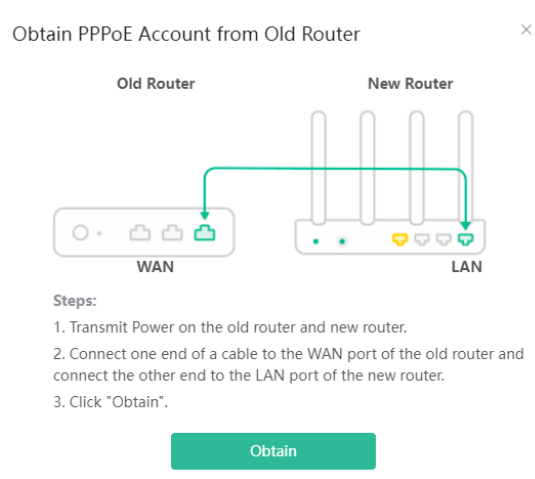 Obtain PPPoE Account from Old Router
Old Router
New Router
WAN
LAN
Steps:
1. Transmit Power on the old router and new router.
2. Connect one end of a cable to the WAN port of the old router and
connect the other end to the LAN port of the new router.
3. Click "Obtain".
Obtain